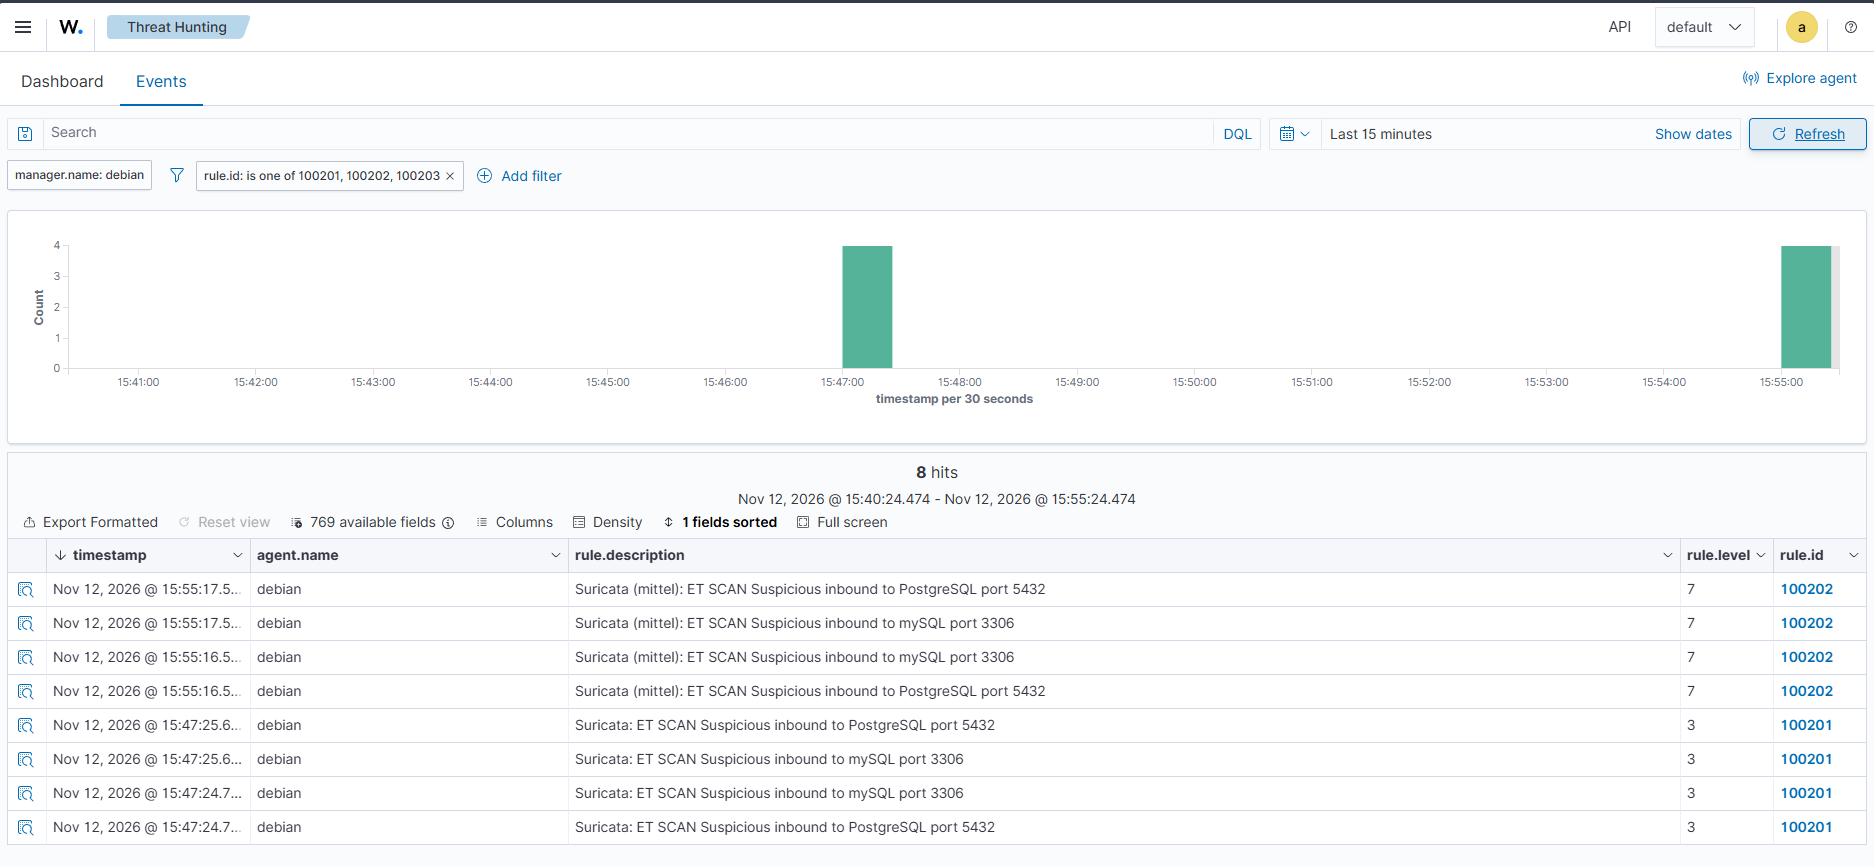 W. Threat Hunting API default a
Dashboard Events Explore agent
Search DQL Last 15 minutes Show dates Refresh
manager.name: debian rule.id: is one of 100201, 100202, 100203 × Add filter
4
3
2
1
0
Count
15:41:00 15:42:00 15:43:00 15:44:00 15:45:00 15:46:00 15:47:00 15:48:00 15:49:00 15:50:00 15:51:00 15:52:00 15:53:00 15:54:00 15:55:00
timestamp per 30 seconds
8 hits
Nov 12, 2026 @ 15:40:24.474 - Nov 12, 2026 @ 15:55:24.474
Export Formatted Reset view 769 available fields Columns Density 1 fields sorted Full screen
timestamp agent.name rule.description rule.level rule.id
Nov 12, 2026 @ 15:55:17.5... debian Suricata (mittel): ET SCAN Suspicious inbound to PostgreSQL port 5432 7 100202
Nov 12, 2026 @ 15:55:17.5... debian Suricata (mittel): ET SCAN Suspicious inbound to mySQL port 3306 7 100202
Nov 12, 2026 @ 15:55:16.5... debian Suricata (mittel): ET SCAN Suspicious inbound to mySQL port 3306 7 100202
Nov 12, 2026 @ 15:55:16.5... debian Suricata (mittel): ET SCAN Suspicious inbound to PostgreSQL port 5432 7 100202
Nov 12, 2026 @ 15:47:25.6... debian Suricata: ET SCAN Suspicious inbound to PostgreSQL port 5432 3 100201
Nov 12, 2026 @ 15:47:25.6... debian Suricata: ET SCAN Suspicious inbound to mySQL port 3306 3 100201
Nov 12, 2026 @ 15:47:24.7... debian Suricata: ET SCAN Suspicious inbound to mySQL port 3306 3 100201
Nov 12, 2026 @ 15:47:24.7... debian Suricata: ET SCAN Suspicious inbound to PostgreSQL port 5432 3 100201